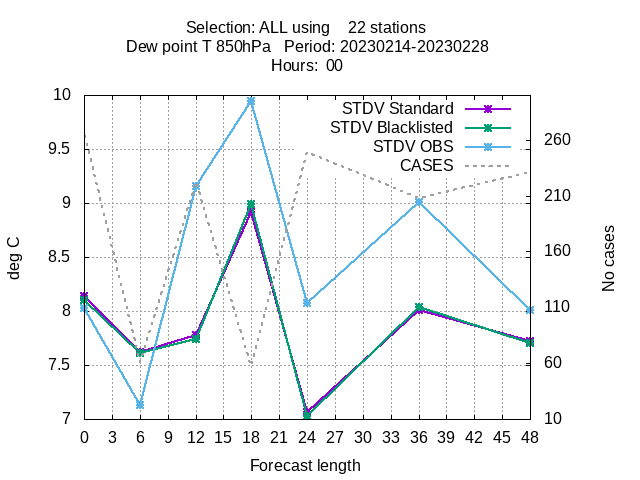 Selection: ALL using 22 stations
Dew point T 850hPa Period: 20230214-20230228
Hours: 00
STDV Standard
STDV Blacklisted
STDV OBS
CASES
10
9.5
9
8.5
8
7.5
7
deg C
260
210
160
110
60
10
No cases
0 3 6 9 12 15 18 21 24 27 30 33 36 39 42 45 48
Forecast length